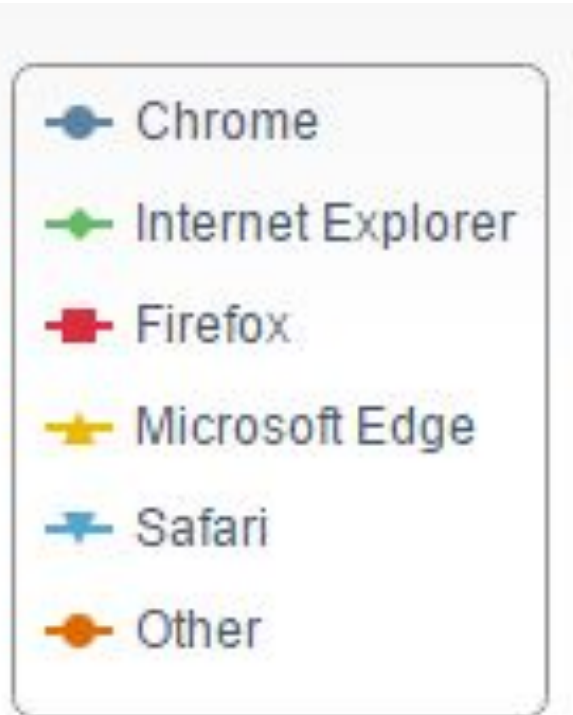 Chrome
Internet Explorer
Firefox
Microsoft Edge
Safari
Other